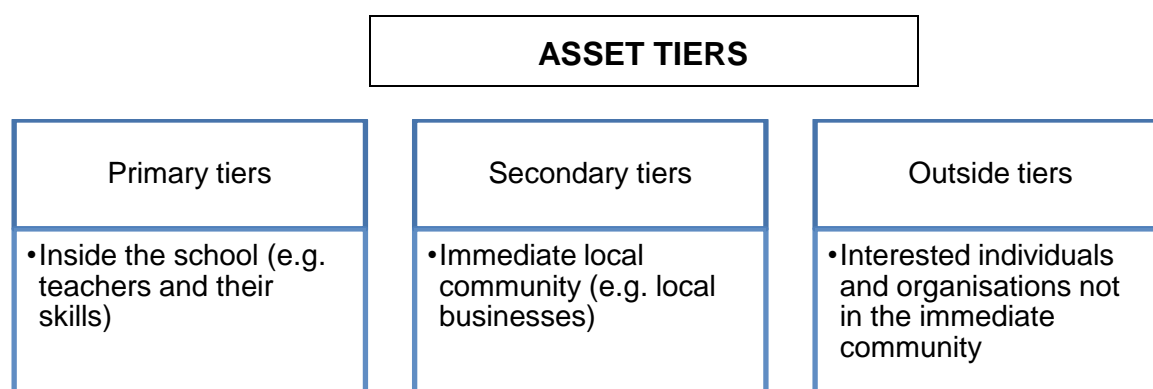 ASSET TIERS
Primary tiers
•Inside the school (e.g.
teachers and their
skills)
Secondary tiers
•Immediate local
community (e.g. local
businesses)
Outside tiers
•Interested individuals
and organisations not
in the immediate
community